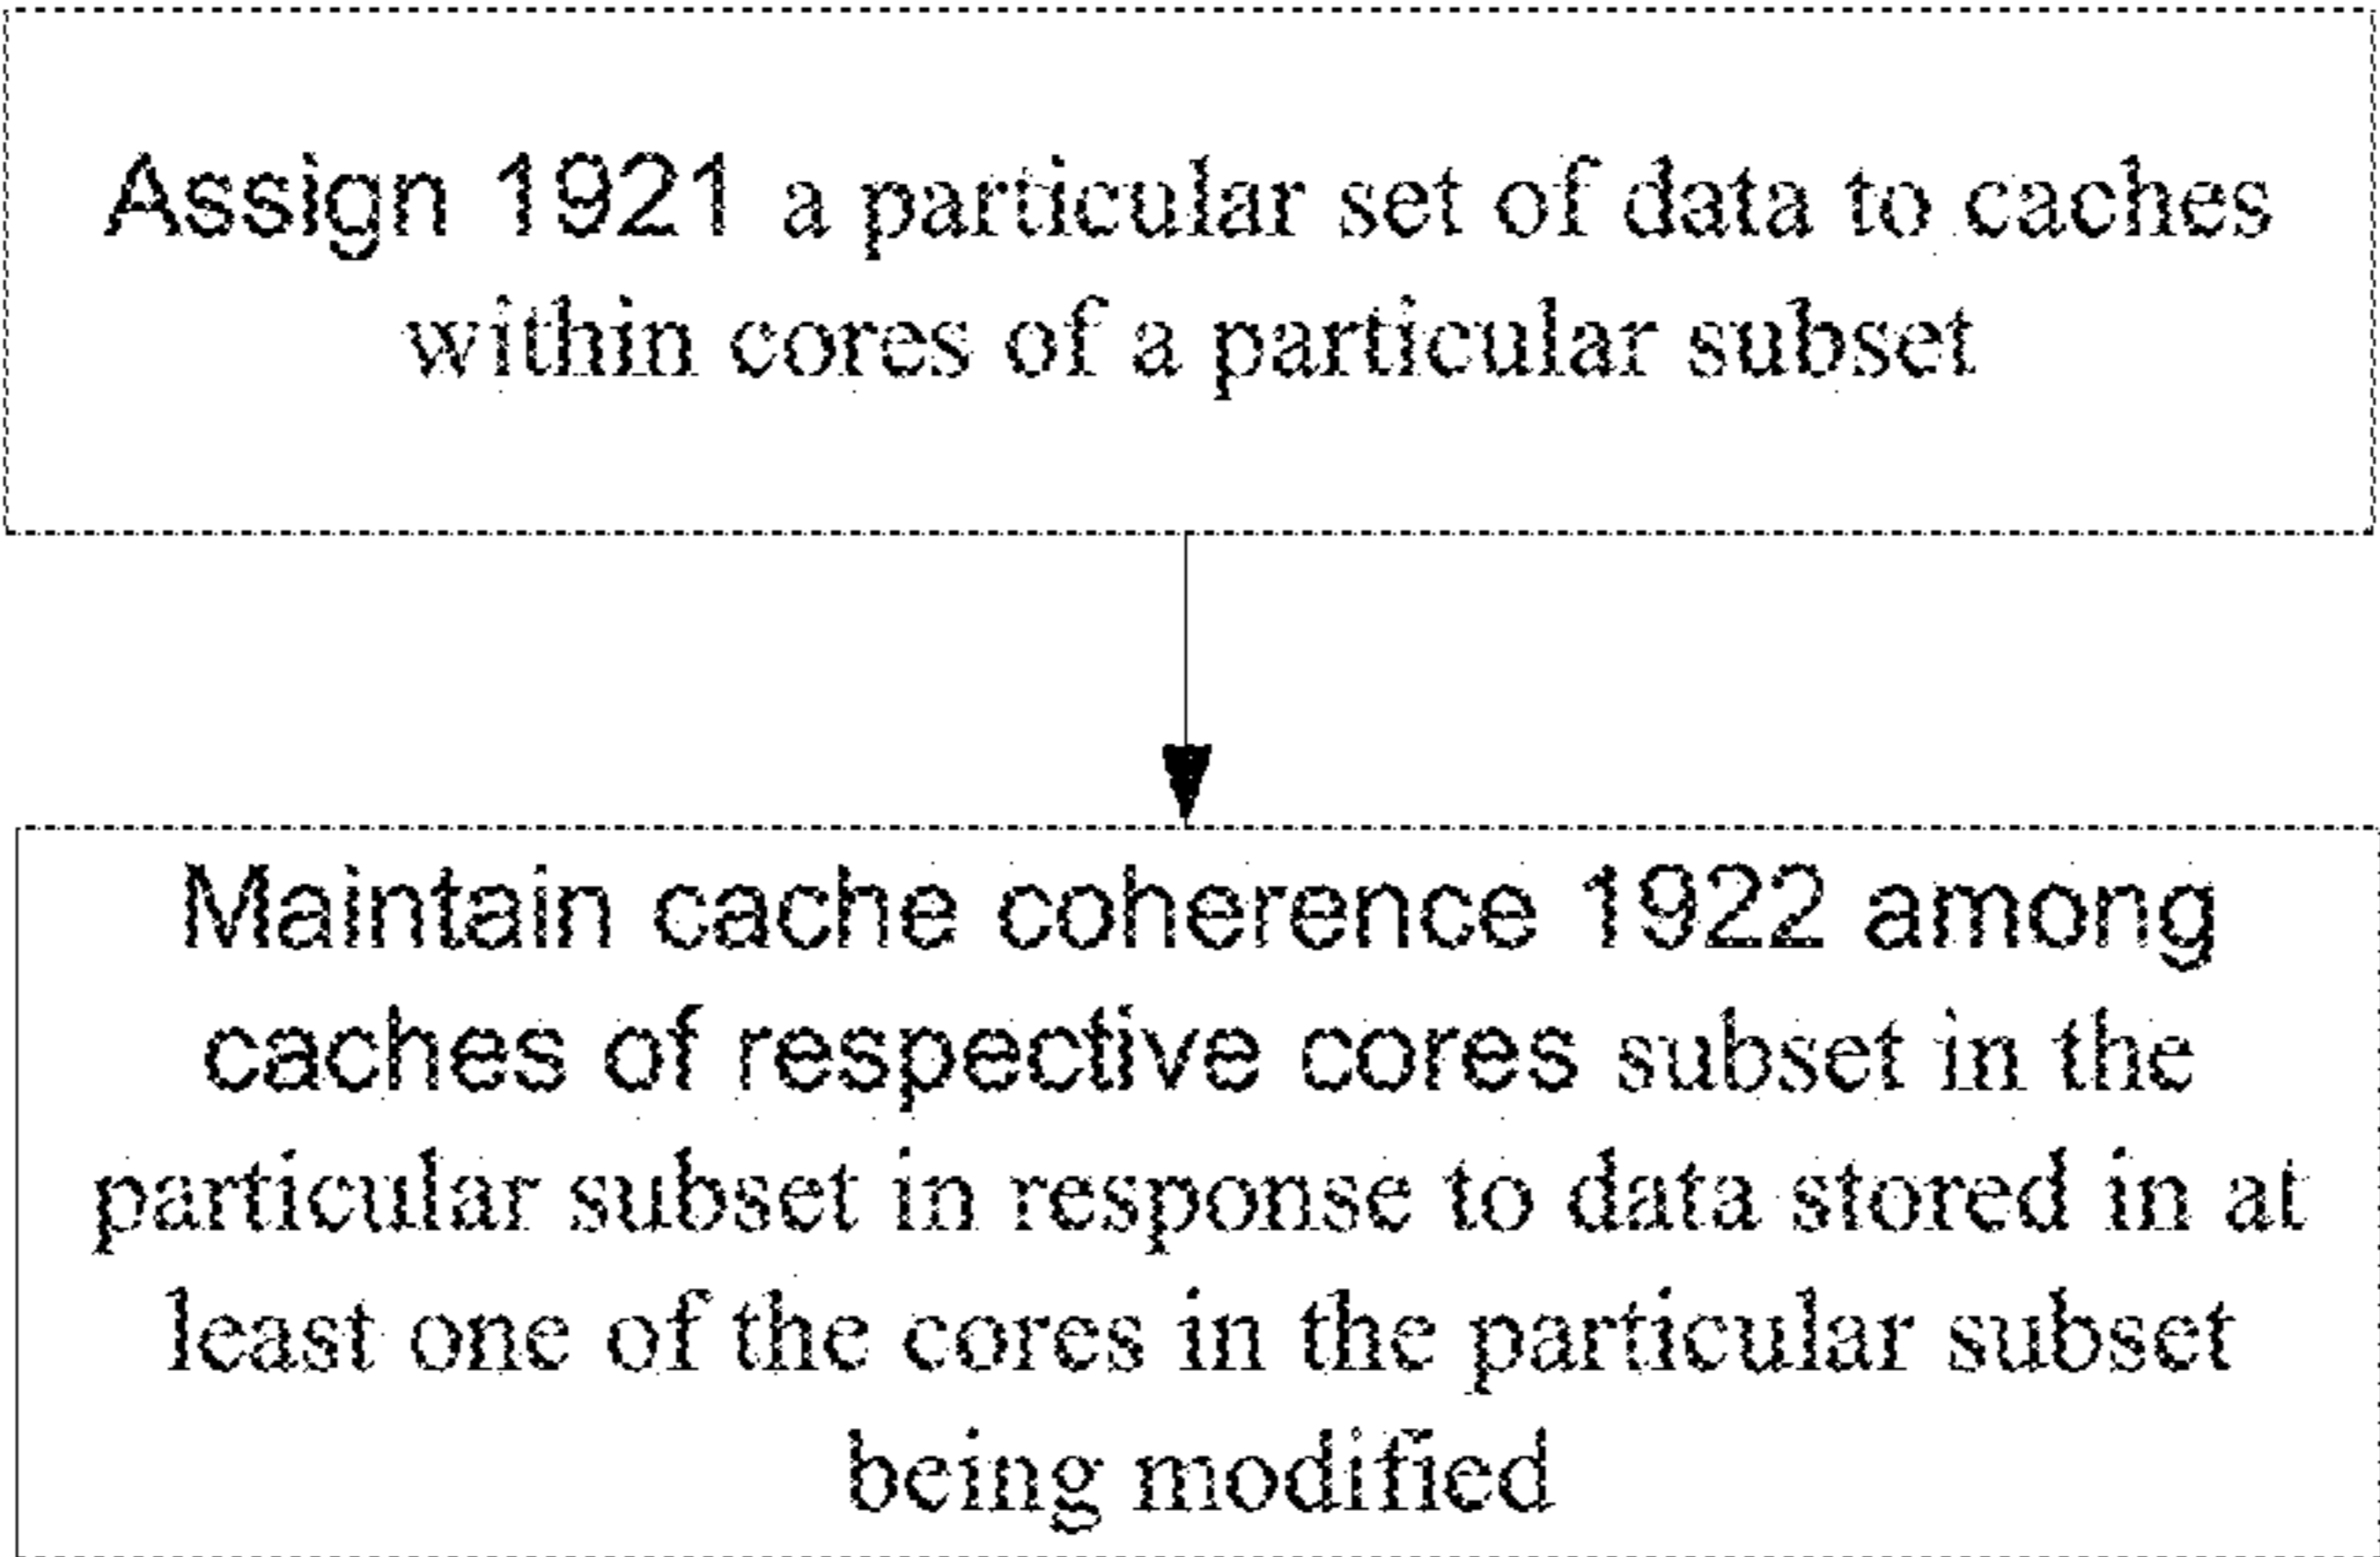 Assign 1921 a particular set of data to caches
within cores of a particular subset
Maintain cache coherence 1922 among
caches of respective cores subset in the
particular subset in response to data stored in at
least one of the cores in the particular subset
being modified